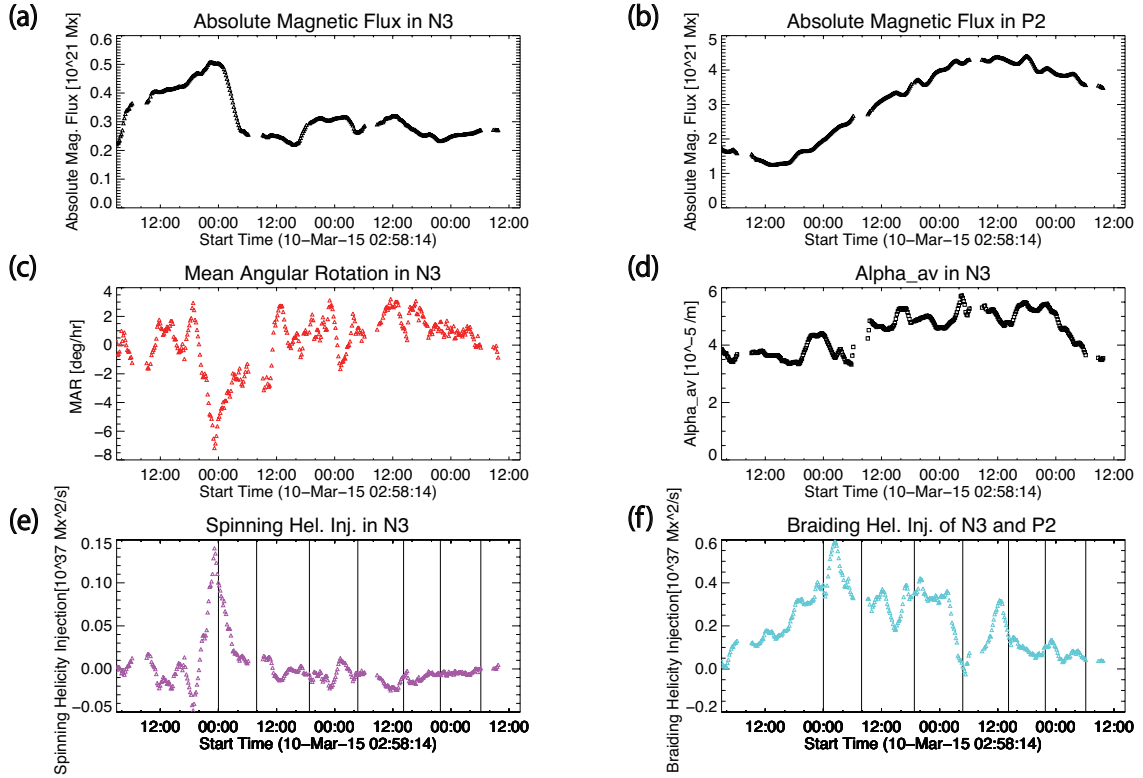 (a)
Absolute Magnetic Flux in N3
Absolute Mag. Flux [10^21 Mx]
0.6
0.5
0.4
0.3
0.2
0.1
0.0
12:00 00:00 12:00 00:00 12:00 00:00 12:00
Start Time (10-Mar-15 02:58:14)
(b)
Absolute Magnetic Flux in P2
Absolute Mag. Flux [10^21 Mx]
5
4
3
2
1
0
12:00 00:00 12:00 00:00 12:00 00:00 12:00
Start Time (10-Mar-15 02:58:14)
(c)
Mean Angular Rotation in N3
MAR [deg/hr]
4
2
0
-2
-4
-6
-8
12:00 00:00 12:00 00:00 12:00 00:00 12:00
Start Time (10-Mar-15 02:58:14)
(d)
Alpha_av in N3
Alpha_av [10^-5 /m]
6
4
2
0
12:00 00:00 12:00 00:00 12:00 00:00 12:00
Start Time (10-Mar-15 02:58:14)
(e)
Spinning Hel. Inj. in N3
Spinning Helicity Injection[10^37 Mx^2/s]
0.15
0.10
0.05
0.00
-0.05
12:00 00:00 12:00 00:00 12:00 00:00 12:00
Start Time (10-Mar-15 02:58:14)
(f)
Braiding Hel. Inj. of N3 and P2
Braiding Helicity Injection[10^37 Mx^2/s]
0.6
0.4
0.2
0.0
-0.2
12:00 00:00 12:00 00:00 12:00 00:00 12:00
Start Time (10-Mar-15 02:58:14)